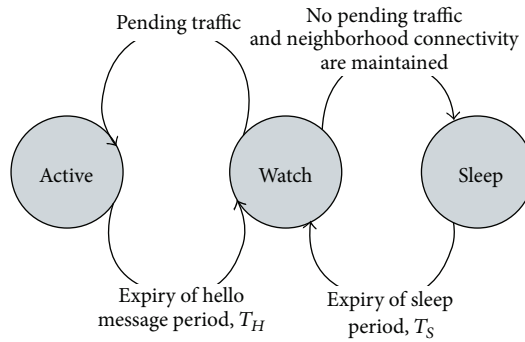 Pending traffic
No pending traffic
and neighborhood connectivity
are maintained
Active
Watch
Sleep
Expiry of hello
message period, T_H
Expiry of sleep
period, T_S